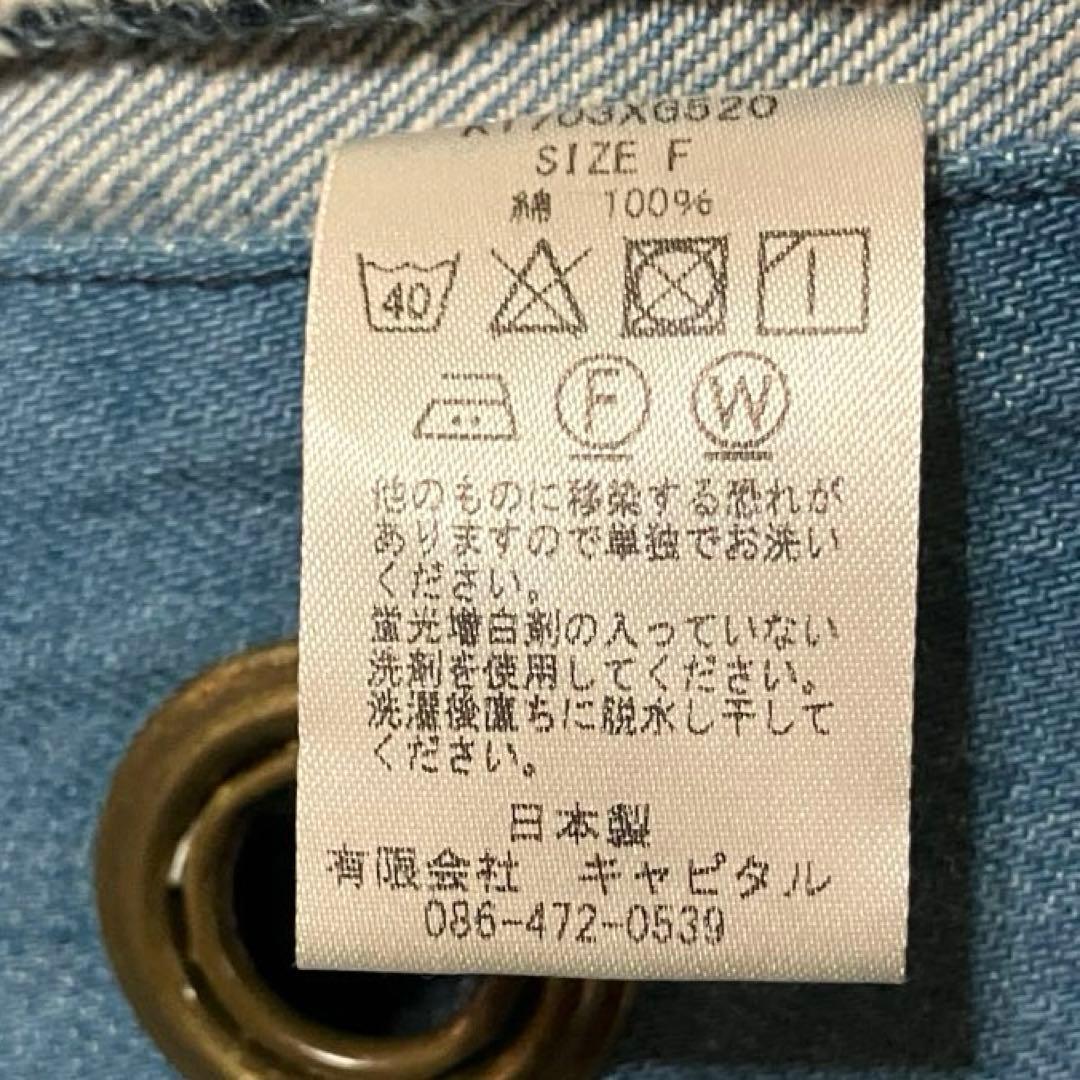 SIZE F
綿 100%
40
F
W
他のものに移染する恐れが
ありますので単独でお洗い
ください。
蛍光増白剤の入っていない
洗剤を使用してください。
洗濯後直ちに脱水し干して
ください。
日本製
有限会社 キャピタル
086-472-0539